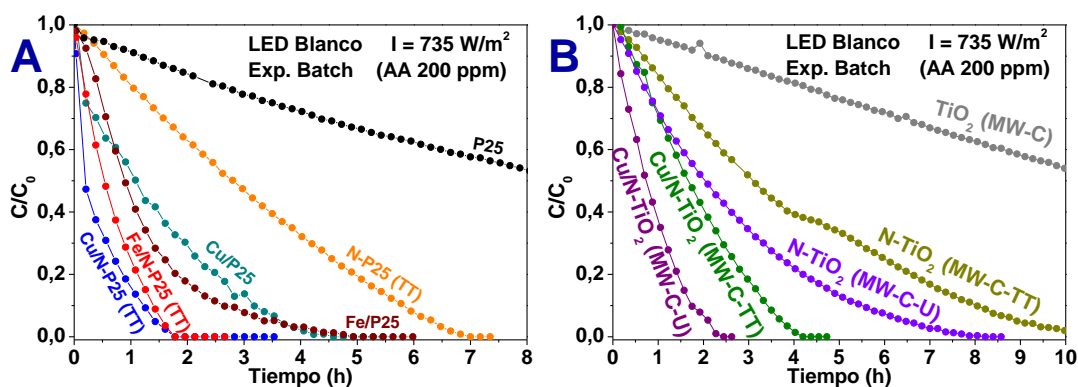 A
LED Blanco I = 735 W/m²
Exp. Batch (AA 200 ppm)
P25
N-P25 (TT)
Cu/P25
Fe/P25
Fe/N-P25 (TT)
Cu/N-P25 (TT)
C/C₀
1,0
0,8
0,6
0,4
0,2
0,0
0 1 2 3 4 5 6 7 8
Tiempo (h)
B
LED Blanco I = 735 W/m²
Exp. Batch (AA 200 ppm)
TiO₂ (MW-C)
Cu/N-TiO₂ (MW-C-U)
Cu/N-TiO₂ (MW-C-TT)
N-TiO₂ (MW-C-TT)
N-TiO₂ (MW-C-U)
C/C₀
1,0
0,8
0,6
0,4
0,2
0,0
0 1 2 3 4 5 6 7 8 9 10
Tiempo (h)